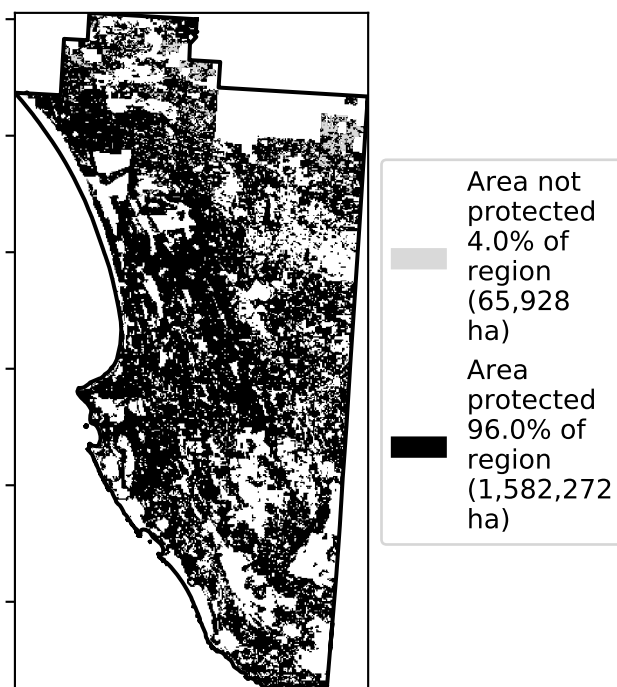 Area not
protected
4.0% of
region
(65,928
ha)
Area
protected
96.0% of
region
(1,582,272
ha)